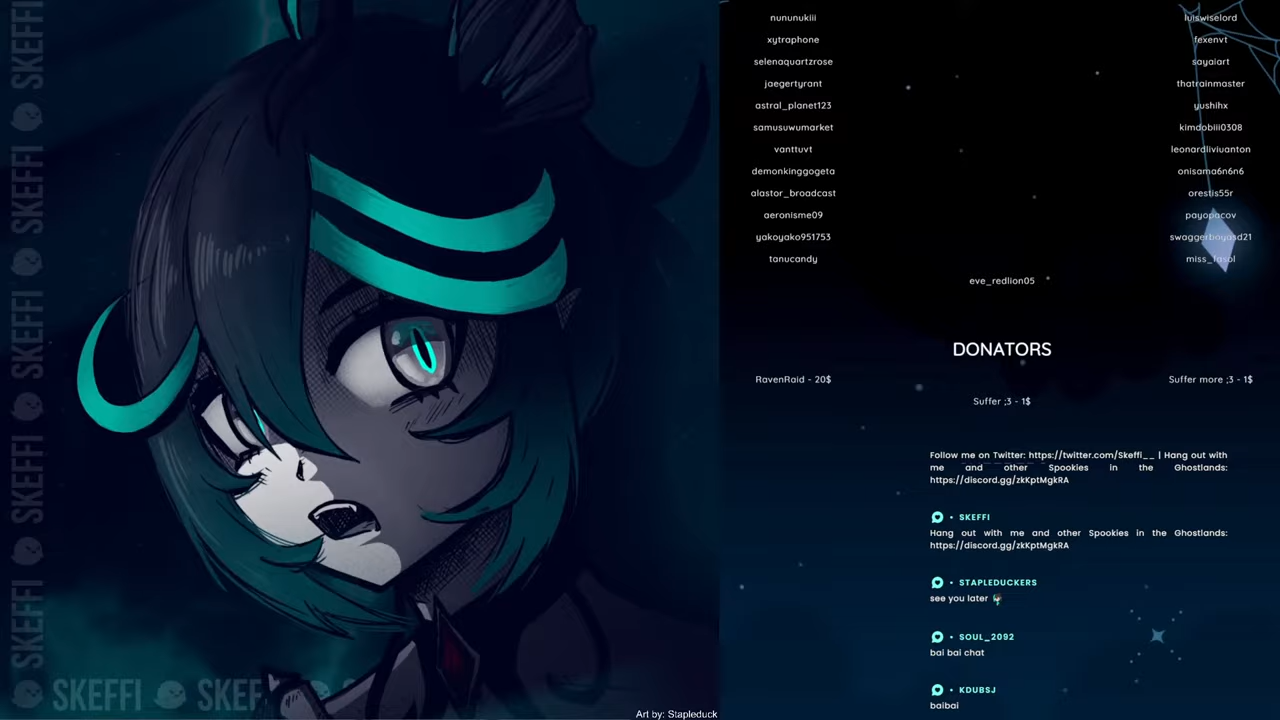 SKEFFI SKEFFI SKEFFI SKEFFI SKEFFI
SKEFFI SKEF
nununukiii luiswiselord
xytraphone fexenvt
selenaquartzrose sayaiart
jaegertyrant thatrainmaster
astral_planet123 yushihx
samusuwumarket kimdobiii0308
vanttuvt leonardliviuanton
demonkinggogeta onisama6n6n6
alastor_broadcast orestis55r
aeronisme09 payopacov
yakoyako951753 swaggerboyasd21
tanucandy miss_fasol
eve_redlion05
DONATORS
RavenRaid - 20$ Suffer more ;3 - 1$
Suffer ;3 - 1$
Follow me on Twitter: https://twitter.com/Skeffi__ | Hang out with
me and other Spookies in the Ghostlands:
https://discord.gg/zkKptMgkRA
• SKEFFI
Hang out with me and other Spookies in the Ghostlands:
https://discord.gg/zkKptMgkRA
• STAPLEDUCKERS
see you later
• SOUL_2092
bai bai chat
• KDUBSJ
baibai
Art by: Stapleduck